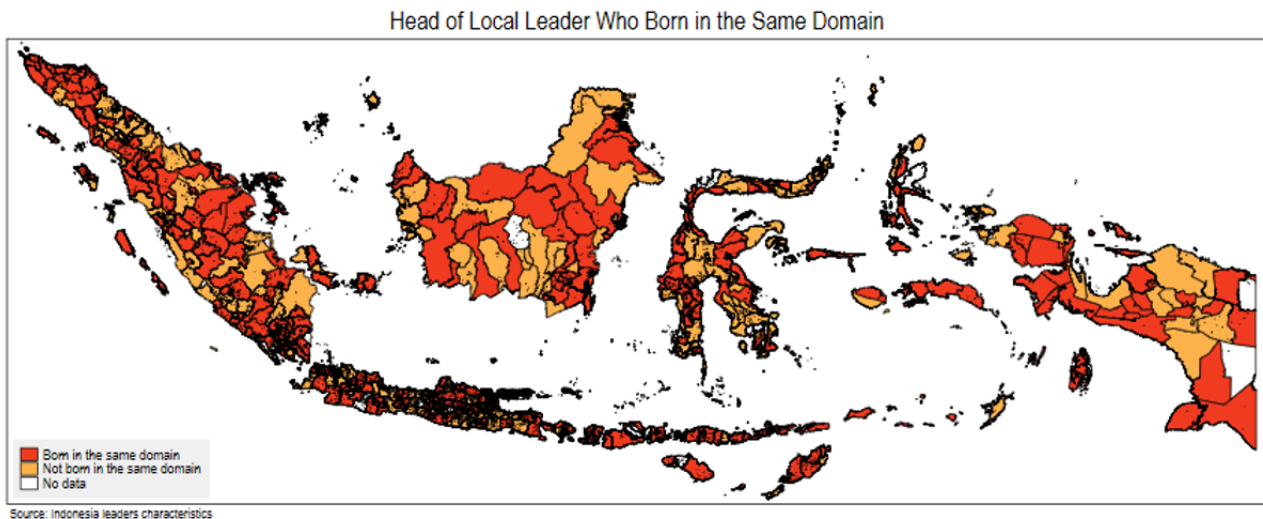 Head of Local Leader Who Born in the Same Domain
Born in the same domain
Not born in the same domain
No data
Source: Indonesia leaders characteristics